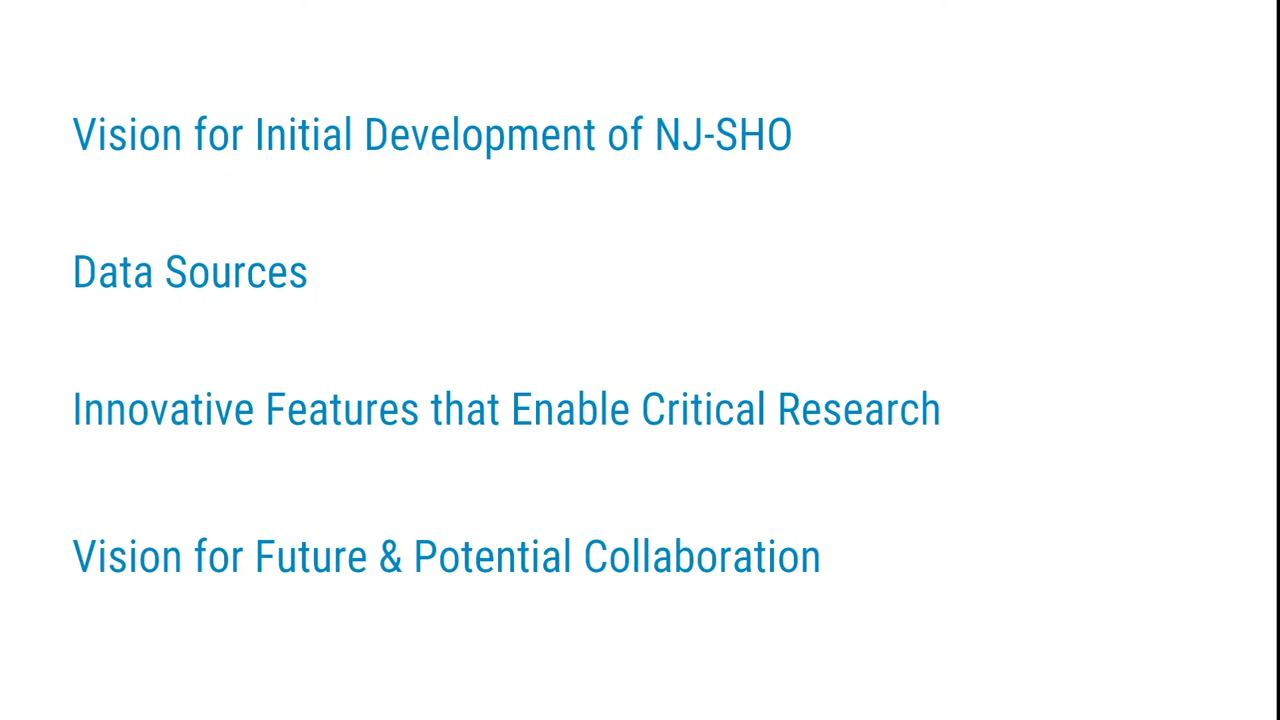 Vision for Initial Development of NJ-SHO
Data Sources
Innovative Features that Enable Critical Research
Vision for Future & Potential Collaboration